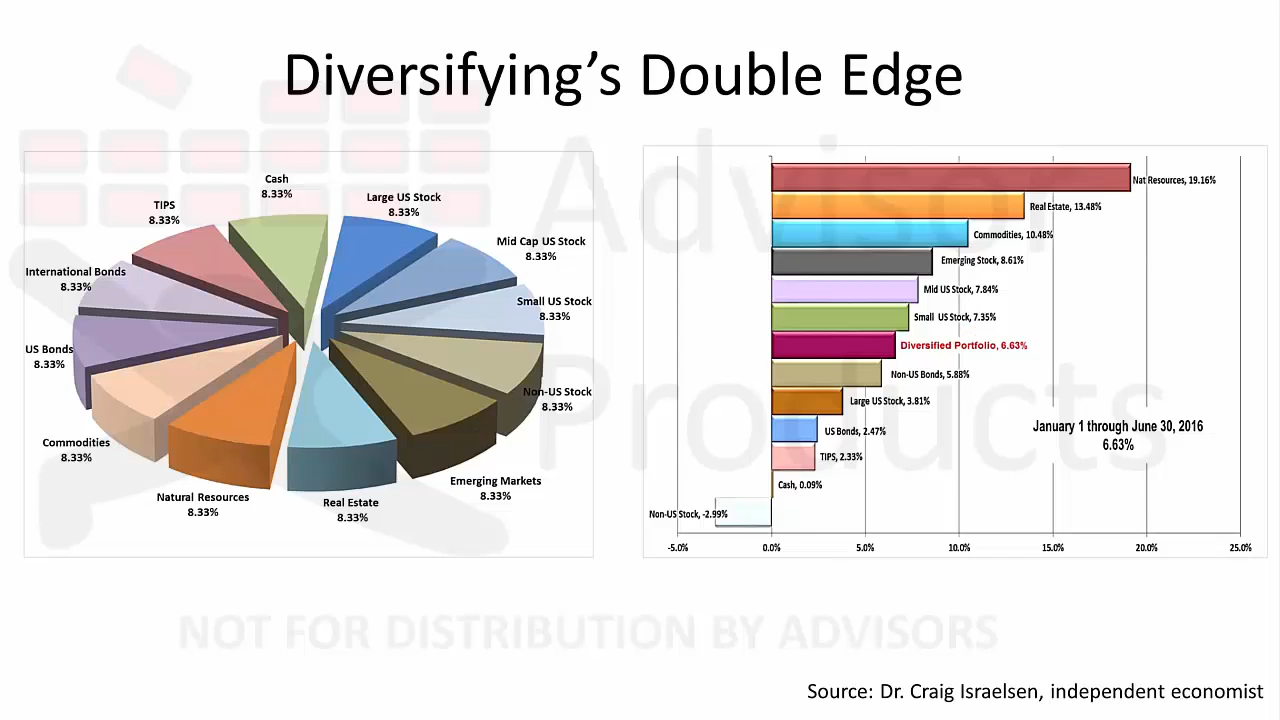 Diversifying's Double Edge
Advisor
Products
Cash
8.33%
Large US Stock
8.33%
Mid Cap US Stock
8.33%
Small US Stock
8.33%
Non-US Stock
8.33%
Emerging Markets
8.33%
Real Estate
8.33%
Natural Resources
8.33%
Commodities
8.33%
US Bonds
8.33%
International Bonds
8.33%
TIPS
8.33%
Nat Resources, 19.16%
Real Estate, 13.48%
Commodities, 10.48%
Emerging Stock, 8.61%
Mid US Stock, 7.84%
Small US Stock, 7.35%
Diversified Portfolio, 6.63%
Non-US Bonds, 5.88%
Large US Stock, 3.81%
US Bonds, 2.47%
TIPS, 2.33%
Cash, 0.09%
Non-US Stock, -2.99%
January 1 through June 30, 2016
6.63%
-5.0% 0.0% 5.0% 10.0% 15.0% 20.0% 25.0%
NOT FOR DISTRIBUTION BY ADVISORS
Source: Dr. Craig Israelsen, independent economist